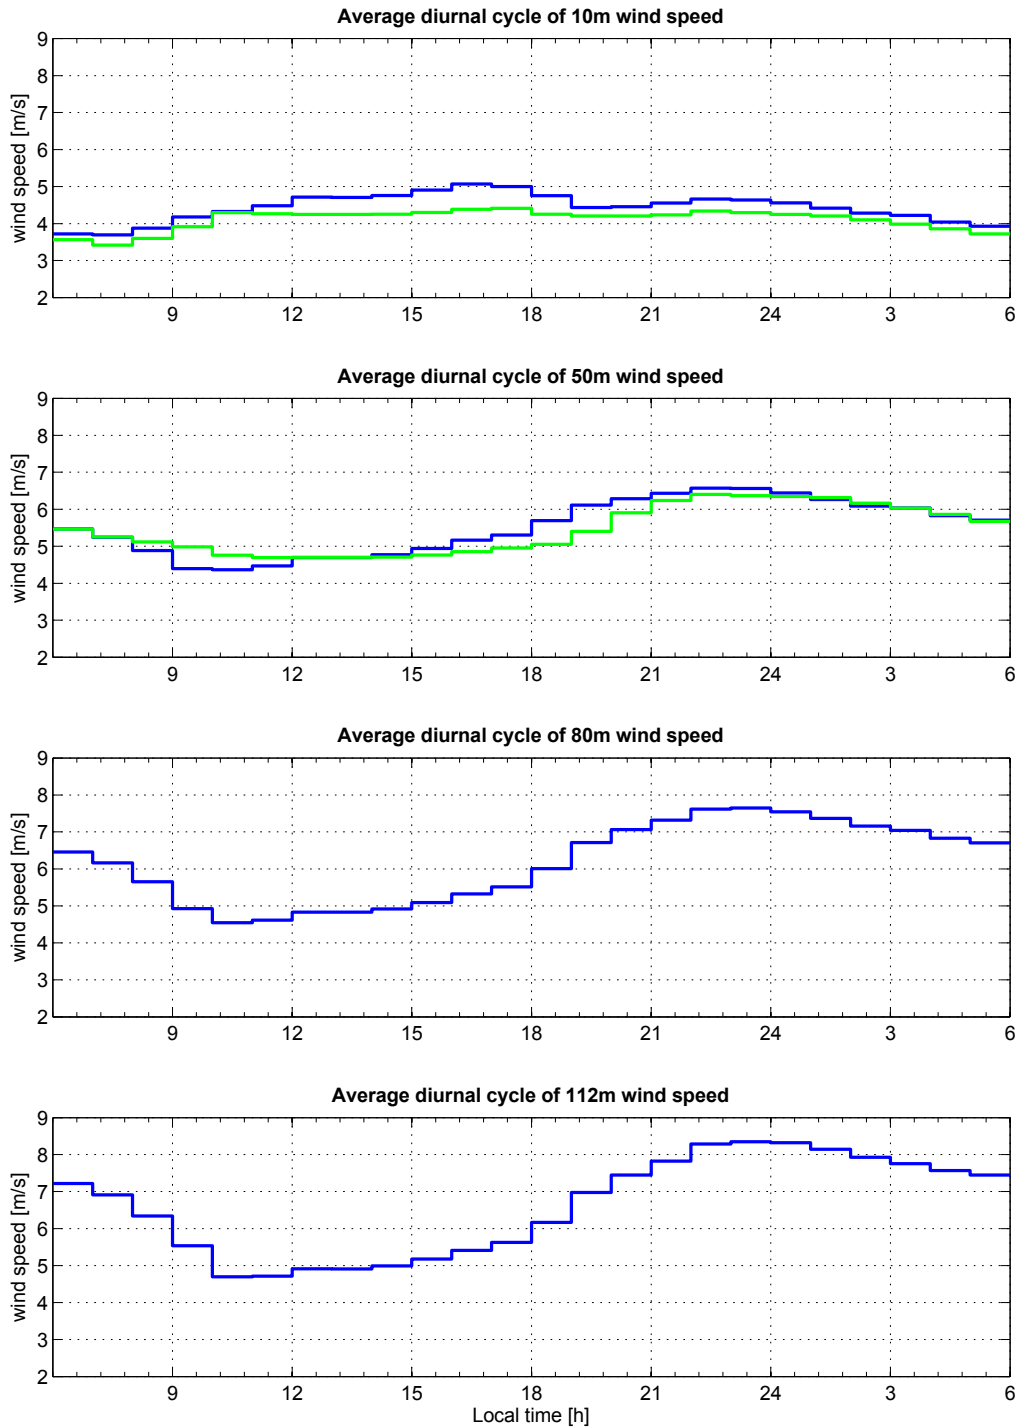 Average diurnal cycle of 10m wind speed
wind speed [m/s]
9
8
7
6
5
4
3
2
9 12 15 18 21 24 3 6
Average diurnal cycle of 50m wind speed
wind speed [m/s]
9
8
7
6
5
4
3
2
9 12 15 18 21 24 3 6
Average diurnal cycle of 80m wind speed
wind speed [m/s]
9
8
7
6
5
4
3
2
9 12 15 18 21 24 3 6
Average diurnal cycle of 112m wind speed
wind speed [m/s]
9
8
7
6
5
4
3
2
9 12 15 18 21 24 3 6
Local time [h]